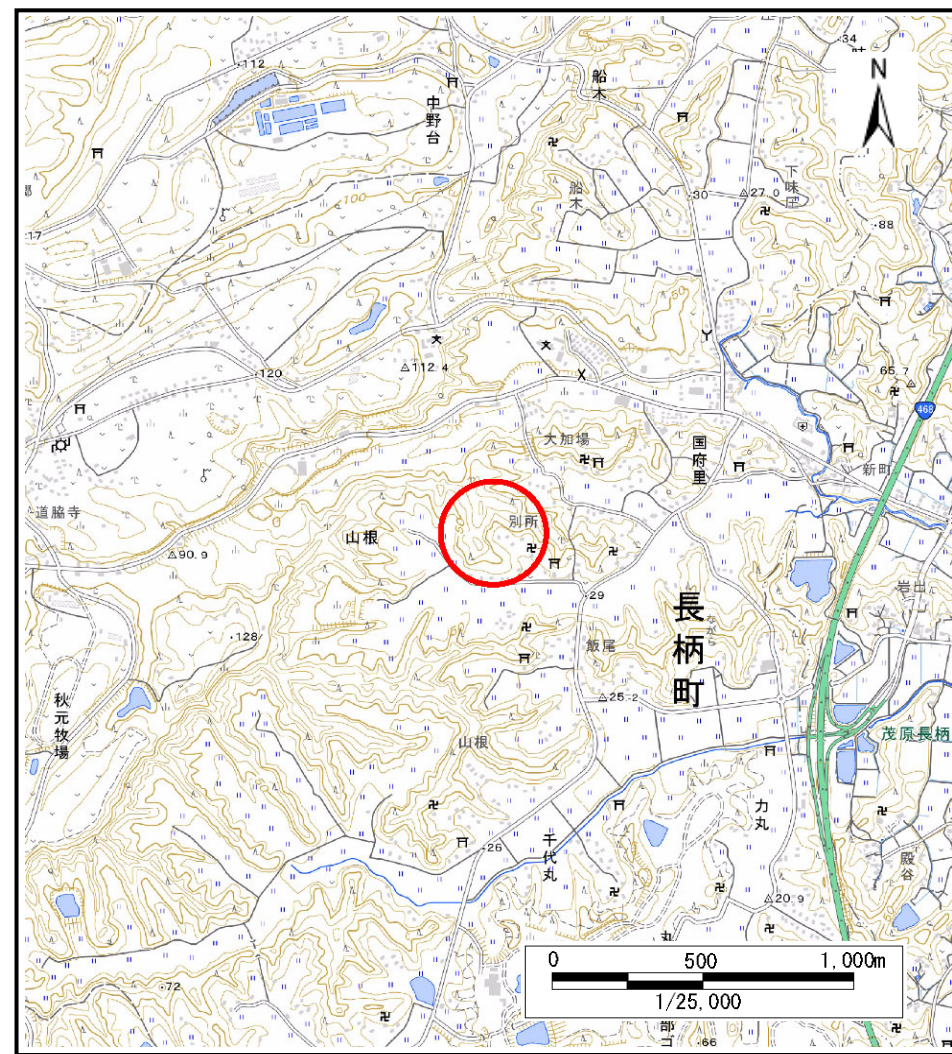 34
船木
112
N
中野台
船木
下味庄
30
27.0
88
100
17
50
112.4
120
65.7
468
大加場
国府里
新町
道脇寺
別所
山根
90.9
岩出
29
長柄町
ながら
128
飯尾
25.2
秋元牧場
茂原長柄
山根
力丸
千代丸
26
殿谷
20.9
0 500 1,000m
1/25,000
72
66